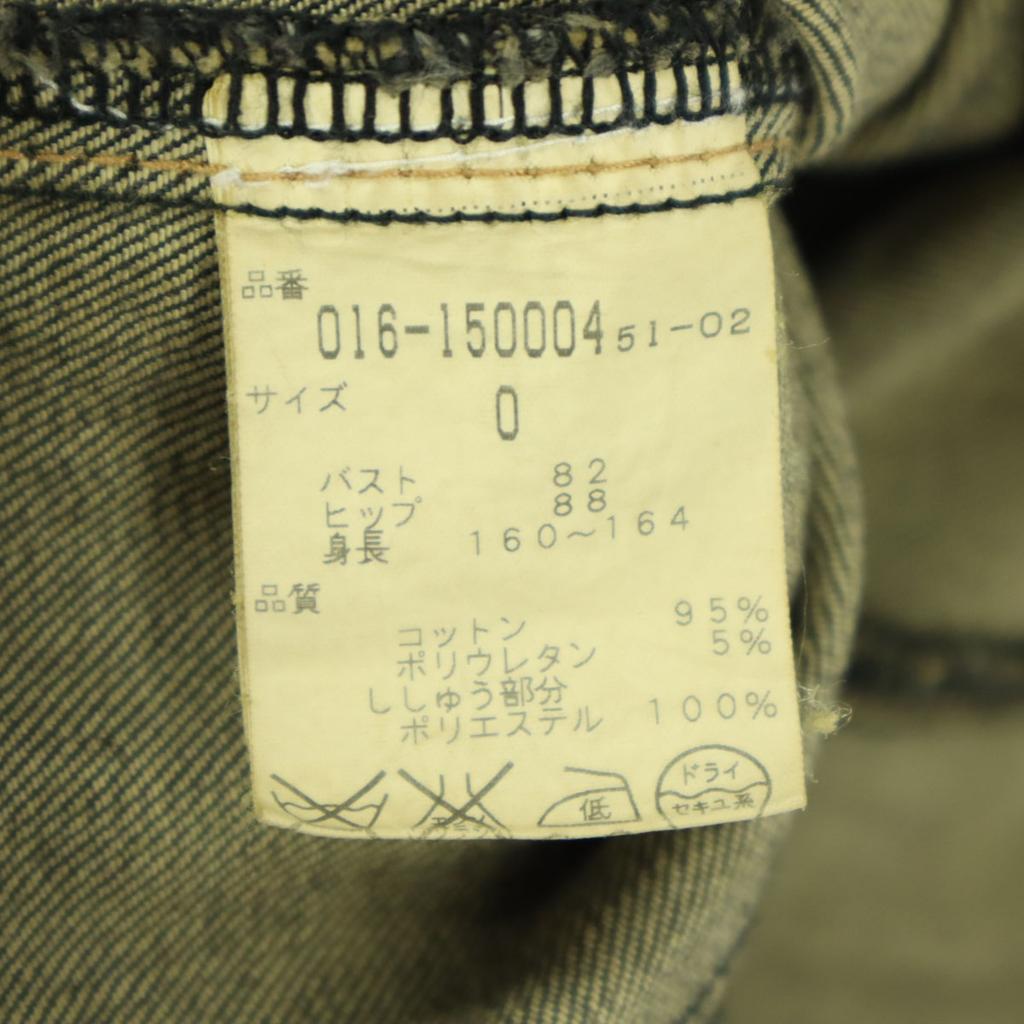 品番
016-150004 51-02
サイズ 0
バスト 82
ヒップ 88
身長 160~164
品質
コットン 95%
ポリウレタン 5%
ししゅう部分
ポリエステル 100%
低
ドライ
セキユ系